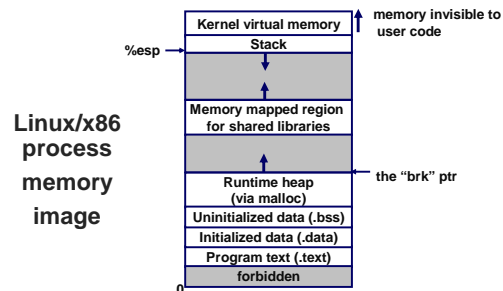 Linux/x86
process
memory
image
Kernel virtual memory
memory invisible to
user code
%esp
Stack
Memory mapped region
for shared libraries
the “brk” ptr
Runtime heap
(via malloc)
Uninitialized data (.bss)
Initialized data (.data)
Program text (.text)
forbidden
0